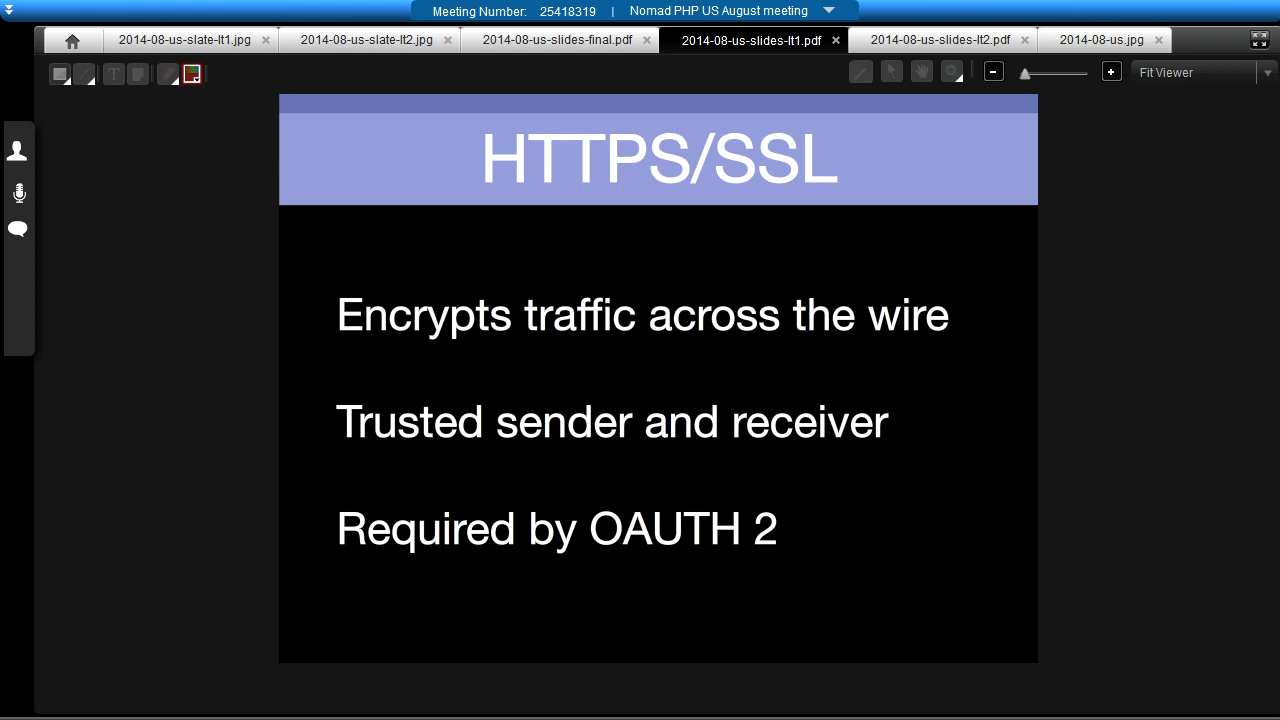 Meeting Number: 25418319 | Nomad PHP US August meeting
2014-08-us-slate-lt1.jpg 2014-08-us-slate-lt2.jpg 2014-08-us-slides-final.pdf 2014-08-us-slides-lt1.pdf 2014-08-us-slides-lt2.pdf 2014-08-us.jpg
T Fit Viewer
HTTPS/SSL
Encrypts traffic across the wire
Trusted sender and receiver
Required by OAUTH 2